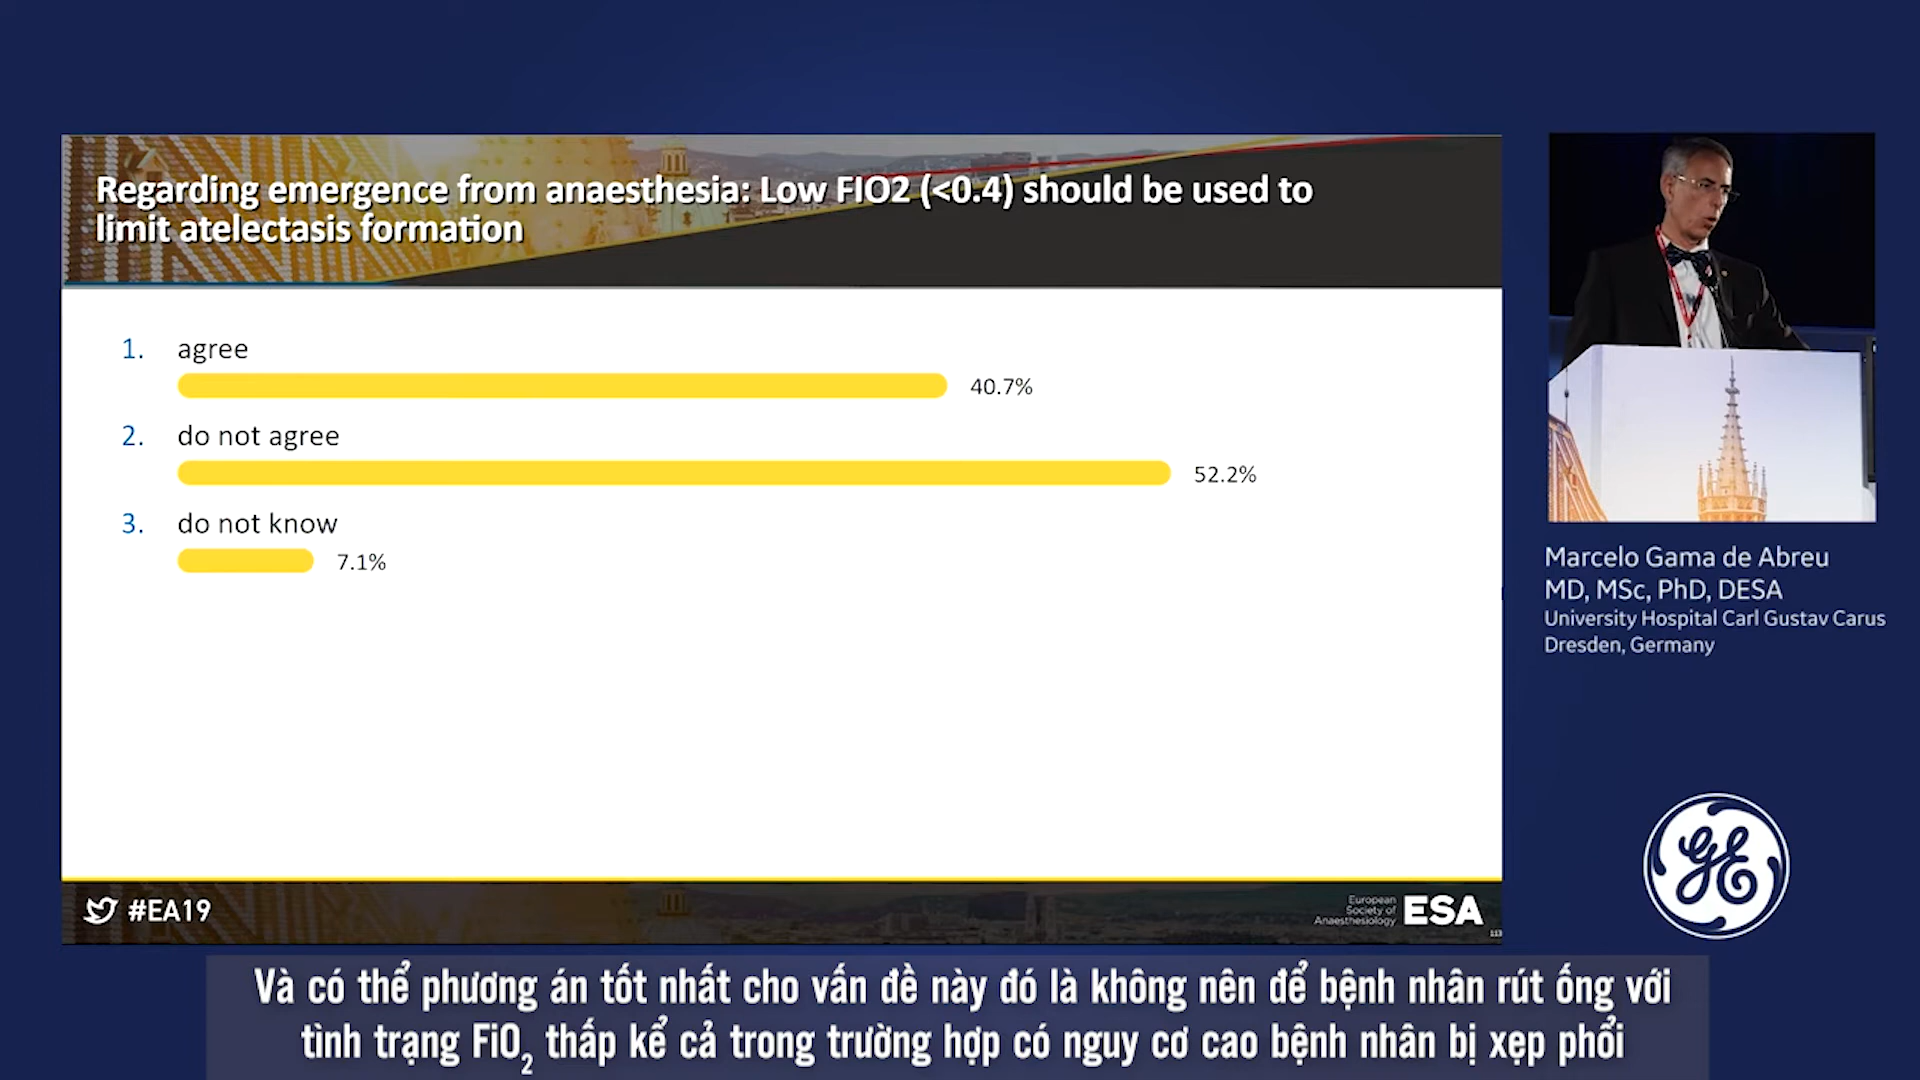 Regarding emergence from anaesthesia: Low FIO2 (<0.4) should be used to
limit atelectasis formation
1. agree
40.7%
2. do not agree
52.2%
3. do not know
7.1%
#EA19
European
Society of
Anaesthesiology
ESA
113
Marcelo Gama de Abreu
MD, MSc, PhD, DESA
University Hospital Carl Gustav Carus
Dresden, Germany
GE
Và có thể phương án tốt nhất cho vấn đề này đó là không nên để bệnh nhân rút ống với
tình trạng FiO₂ thấp kể cả trong trường hợp có nguy cơ cao bệnh nhân bị xẹp phổi